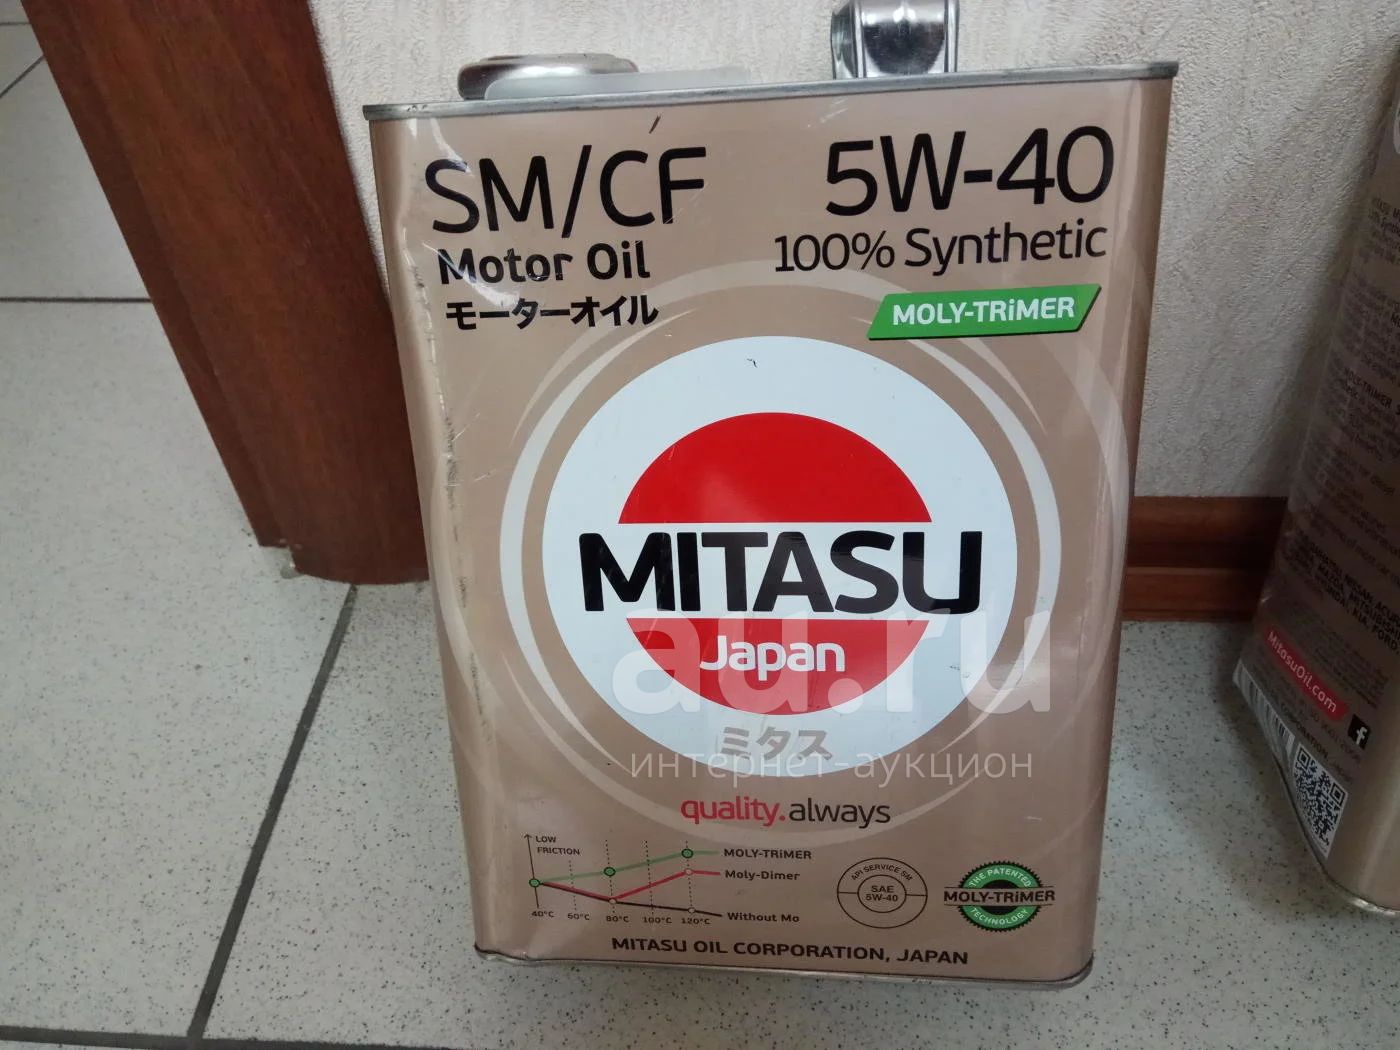 SM/CF
Motor Oil
モーターオイル
5W-40
100% Synthetic
MOLY-TRiMER
MITASU
Japan
ミタス
au.ru
интернет-аукцион
quality.always
LOW
FRICTION
MOLY-TRiMER
Moly-Dimer
Without Mo
40°C 60°C 80°C 100°C 120°C
API SERVICE SM
SAE
5W-40
THE PATENTED
MOLY-TRiMER
TECHNOLOGY
MITASU OIL CORPORATION, JAPAN
MOLY-TRIMER
MitasuOil.com